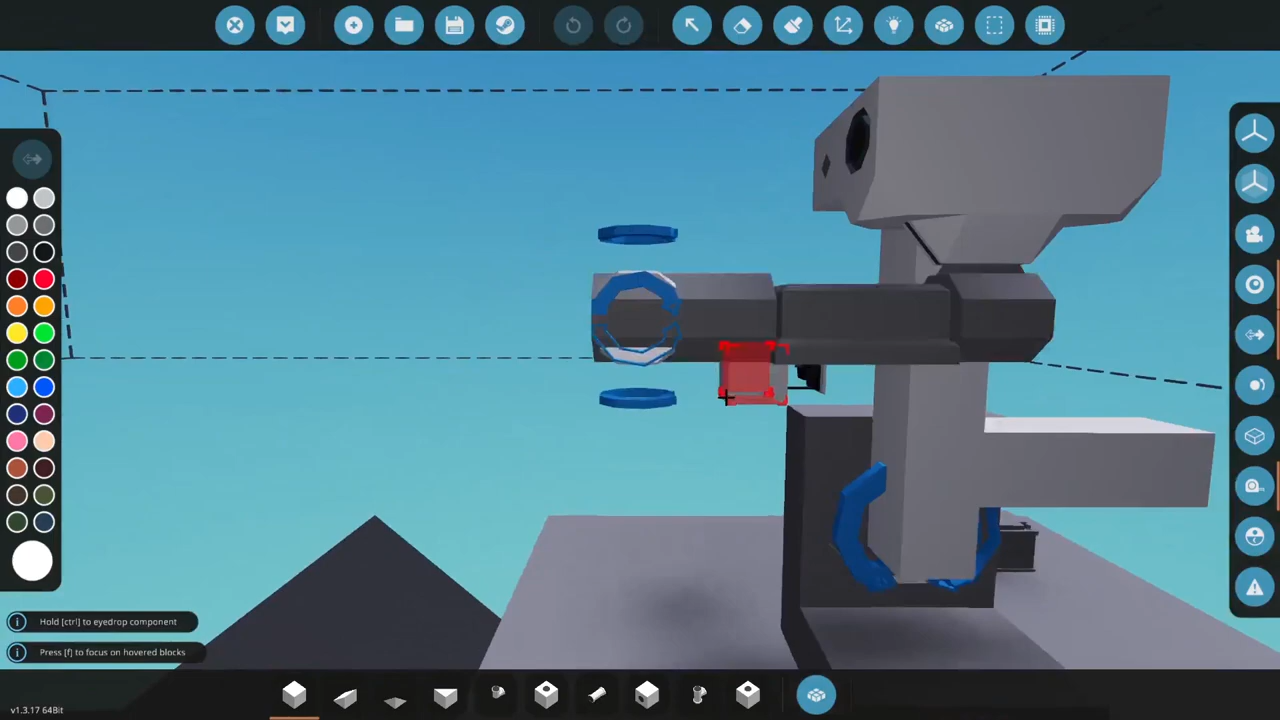 Hold [ctrl] to eyedrop component
Press [f] to focus on hovered blocks
v1.3.17 64Bit